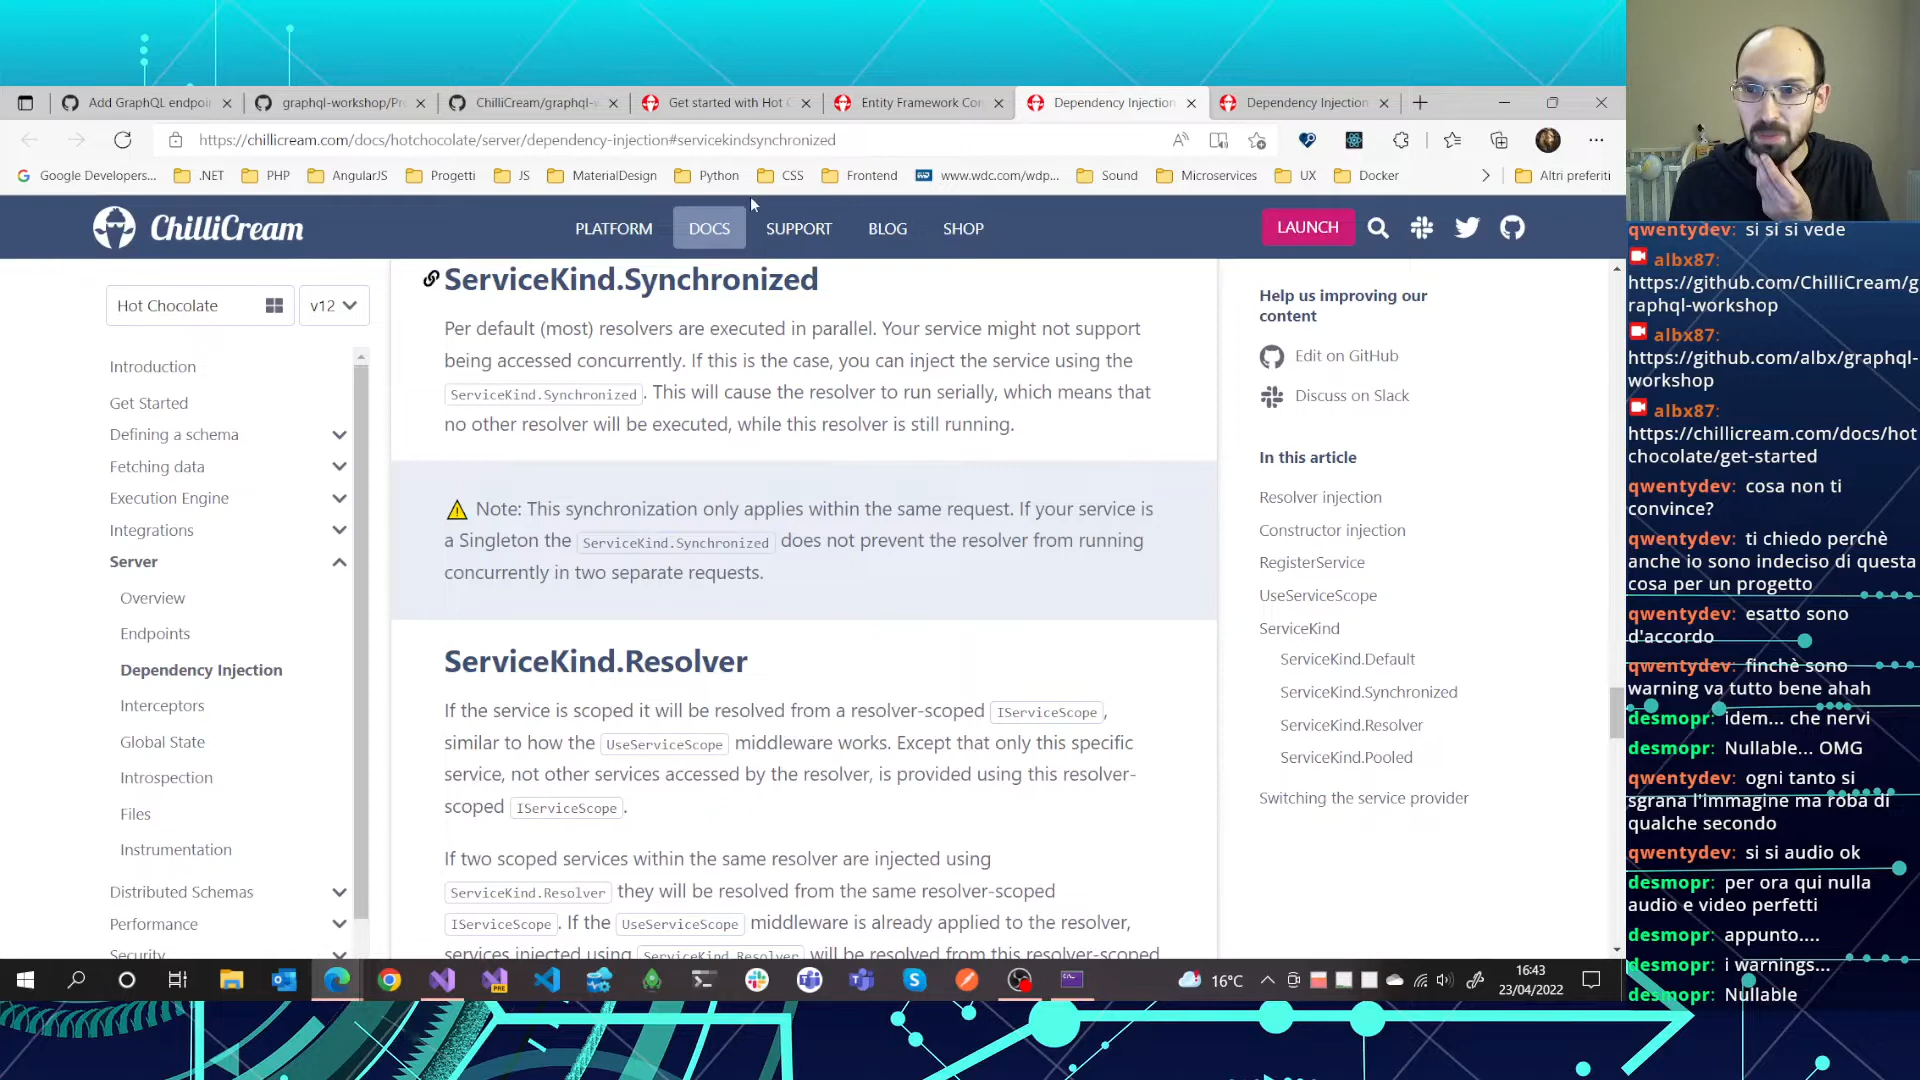 Add GraphQL endpoi
graphql-workshop/Pr
ChilliCream/graphql-w
Get started with Hot C
Entity Framework Cor
Dependency Injection
Dependency Injection
https://chillicream.com/docs/hotchocolate/server/dependency-injection#servicekindsynchronized
Google Developers...
.NET
PHP
AngularJS
Progetti
JS
MaterialDesign
Python
CSS
Frontend
www.wdc.com/wdp...
Sound
Microservices
UX
Docker
Altri preferiti
ChilliCream
PLATFORM
DOCS
SUPPORT
BLOG
SHOP
LAUNCH
Hot Chocolate
v12
Introduction
Get Started
Defining a schema
Fetching data
Execution Engine
Integrations
Server
Overview
Endpoints
Dependency Injection
Interceptors
Global State
Introspection
Files
Instrumentation
Distributed Schemas
Performance
Security
ServiceKind.Synchronized
Per default (most) resolvers are executed in parallel. Your service might not support
being accessed concurrently. If this is the case, you can inject the service using the
ServiceKind.Synchronized. This will cause the resolver to run serially, which means that
no other resolver will be executed, while this resolver is still running.
Note: This synchronization only applies within the same request. If your service is
a Singleton the ServiceKind.Synchronized does not prevent the resolver from running
concurrently in two separate requests.
ServiceKind.Resolver
If the service is scoped it will be resolved from a resolver-scoped IServiceScope,
similar to how the UseServiceScope middleware works. Except that only this specific
service, not other services accessed by the resolver, is provided using this resolver-
scoped IServiceScope.
If two scoped services within the same resolver are injected using
ServiceKind.Resolver they will be resolved from the same resolver-scoped
IServiceScope. If the UseServiceScope middleware is already applied to the resolver,
services injected using ServiceKind.Resolver will be resolved from this resolver-scoped
Help us improving our
content
Edit on GitHub
Discuss on Slack
In this article
Resolver injection
Constructor injection
RegisterService
UseServiceScope
ServiceKind
ServiceKind.Default
ServiceKind.Synchronized
ServiceKind.Resolver
ServiceKind.Pooled
Switching the service provider
qwentydev: si si si vede
albx87:
https://github.com/ChilliCream/g
raphql-workshop
albx87:
https://github.com/albx/graphql-
workshop
albx87:
https://chillicream.com/docs/hot
chocolate/get-started
qwentydev: cosa non ti
convince?
qwentydev: ti chiedo perchè
anche io sono indeciso di questa
cosa per un progetto
qwentydev: esatto sono
d'accordo
qwentydev: finchè sono
warning va tutto bene ahah
desmopr: idem... che nervi
desmopr: Nullable... OMG
qwentydev: ogni tanto si
sgrana l'immagine ma roba di
qualche secondo
qwentydev: si si audio ok
desmopr: per ora qui nulla
audio e video perfetti
desmopr: appunto....
desmopr: i warnings...
desmopr: Nullable
PRE
16°C
16:43
23/04/2022